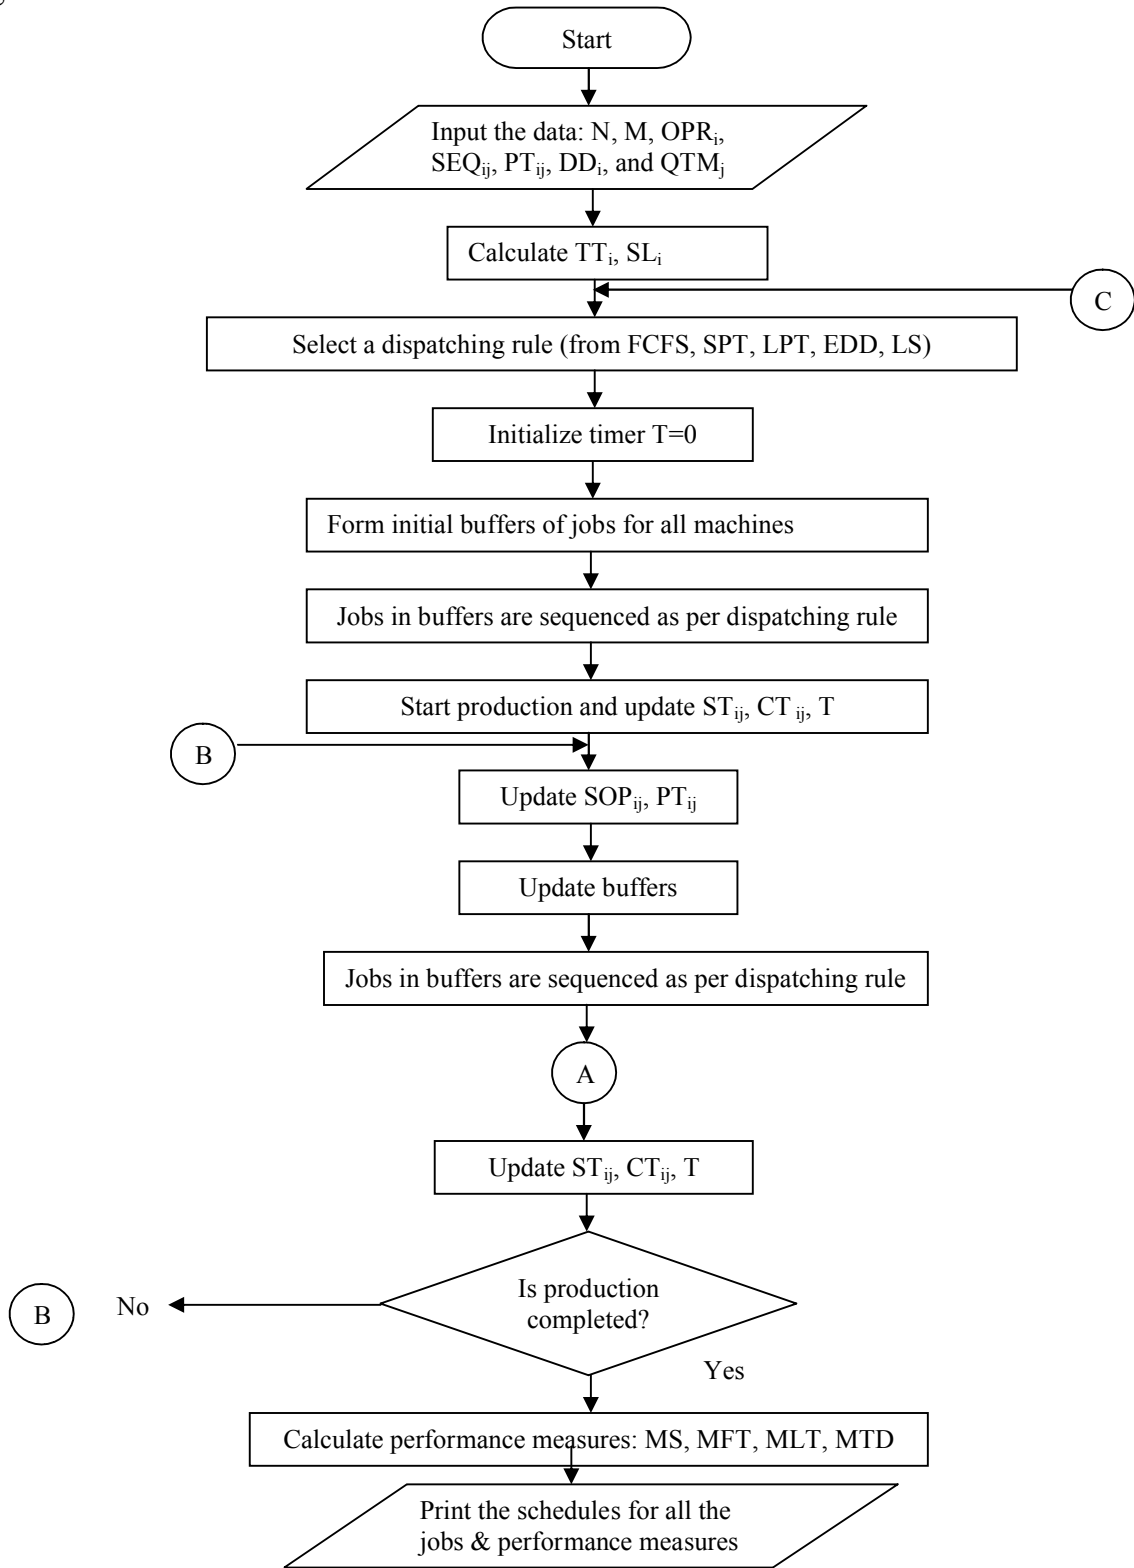 Start
Input the data: N, M, OPRi,
SEQij, PTij, DDi, and QTMj
Calculate TTi, SLi
C
Select a dispatching rule (from FCFS, SPT, LPT, EDD, LS)
Initialize timer T=0
Form initial buffers of jobs for all machines
Jobs in buffers are sequenced as per dispatching rule
Start production and update STij, CT ij, T
B
Update SOPij, PTij
Update buffers
Jobs in buffers are sequenced as per dispatching rule
A
Update STij, CTij, T
Is production
completed?
B
No
Yes
Calculate performance measures: MS, MFT, MLT, MTD
Print the schedules for all the
jobs & performance measures